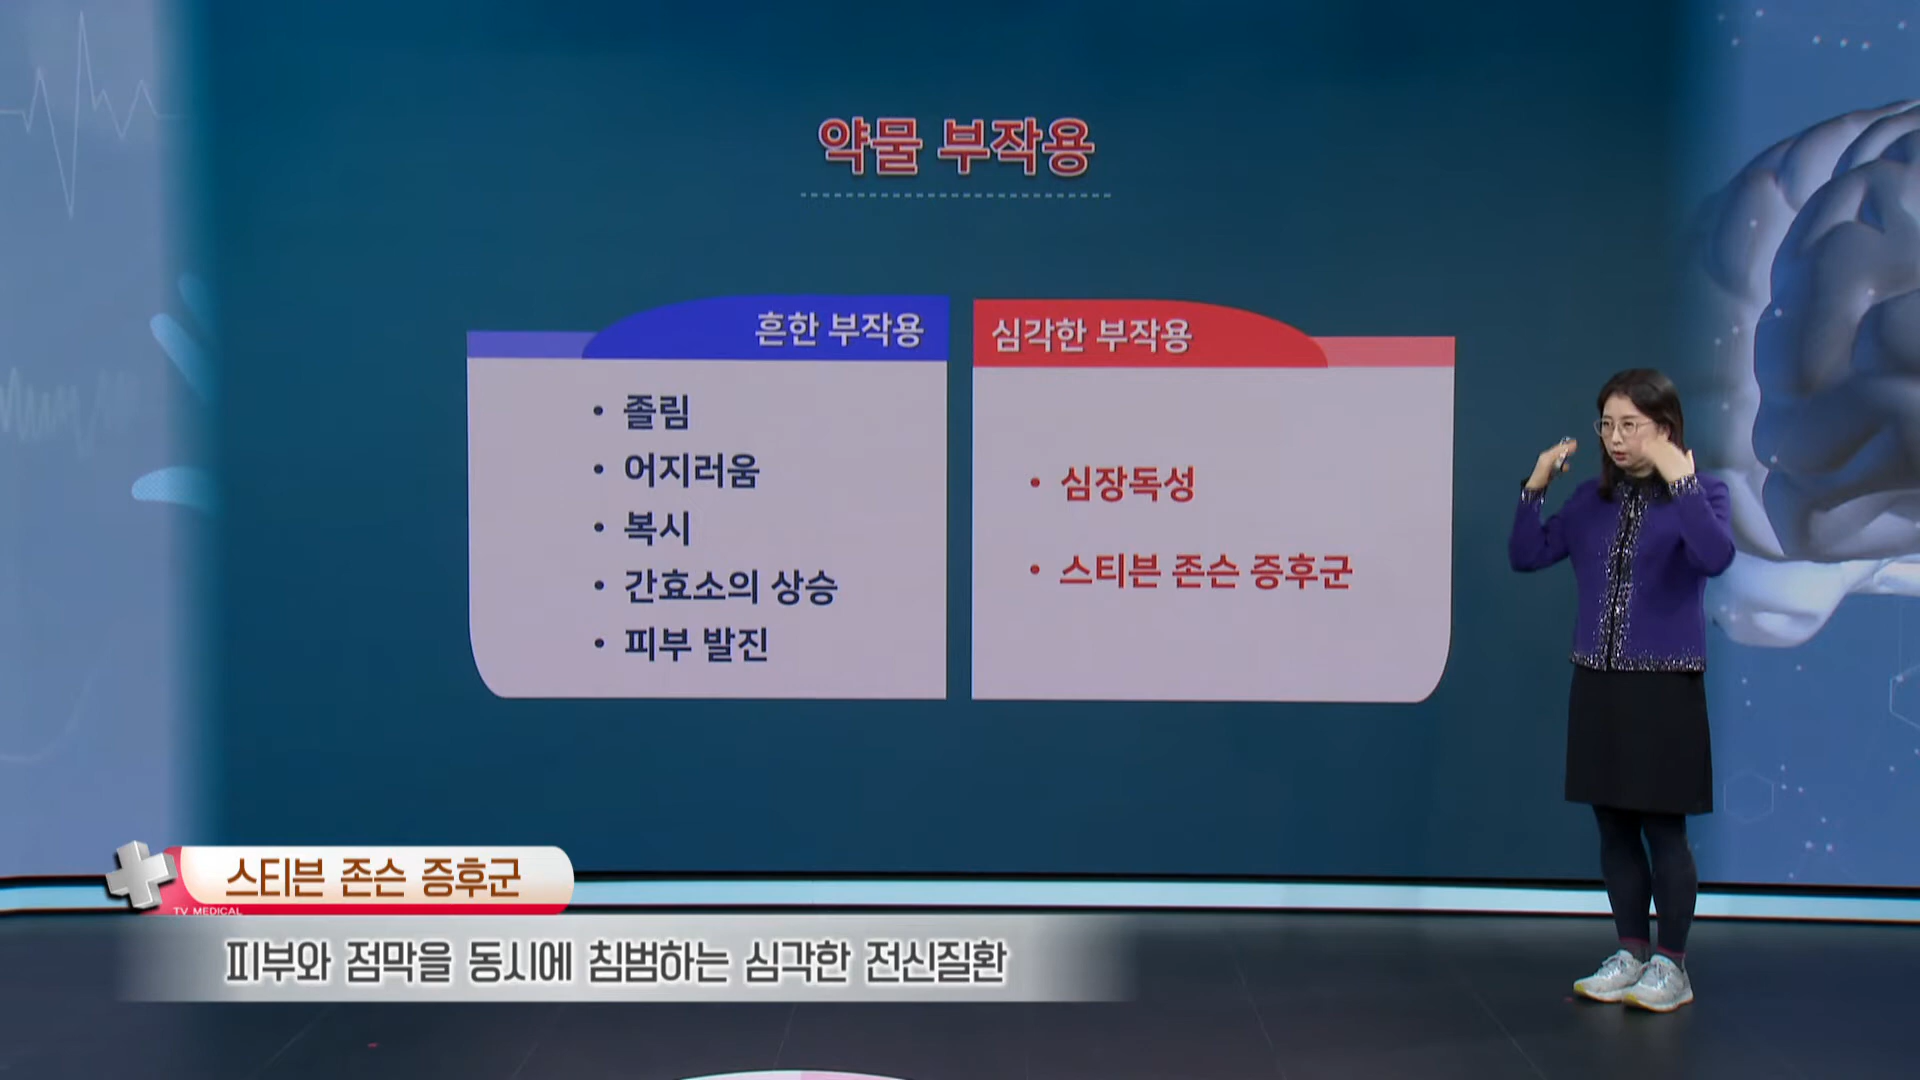 약물 부작용
흔한 부작용
• 졸림
• 어지러움
• 복시
• 간효소의 상승
• 피부 발진
심각한 부작용
• 심장독성
• 스티븐 존슨 증후군
스티븐 존슨 증후군
TV MEDICAL
피부와 점막을 동시에 침범하는 심각한 전신질환